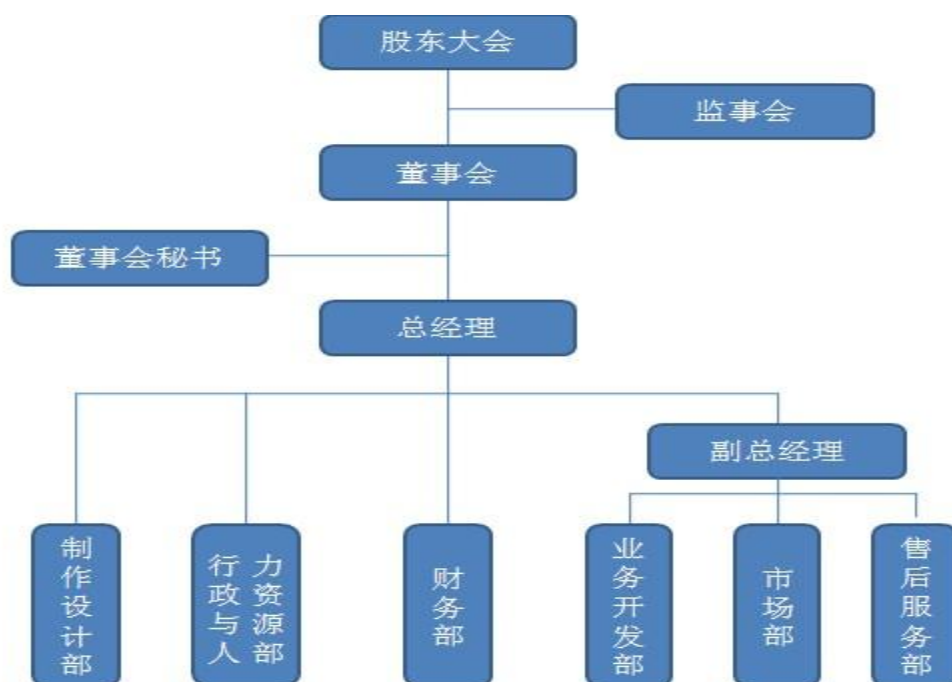 股东大会
监事会
董事会
董事会秘书
总经理
副总经理
制作设计部
行政与人
力资源部
财务部
业务开发部
市场部
售后服务部